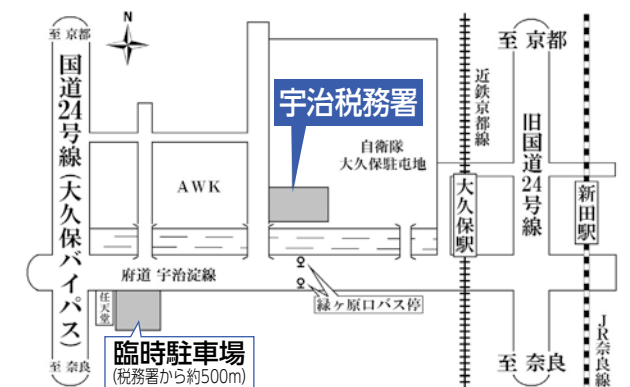 至 京都
N
国道24号線(大久保バイパス)
至 奈良
宇治税務署
自衛隊
大久保駐屯地
AWK
近鉄京都線
至 京都
旧国道24号線
至 奈良
大久保駅
新田駅
JR奈良線
府道 宇治淀線
緑ヶ原口バス停
任天堂
臨時駐車場
(税務署から約500m)